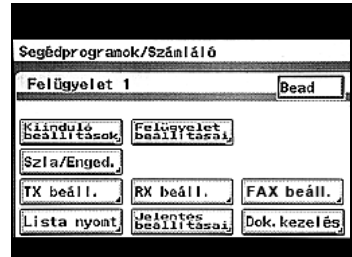 Segédprogramok/Számláló
Felügyelet 1
Bead
Kiinduló beállítások
Felügyelet beállításai
Szla/Enged.
TX beáll.
RX beáll.
FAX beáll.
Lista nyomt
Jelentés beállításai
Dok. kezelés